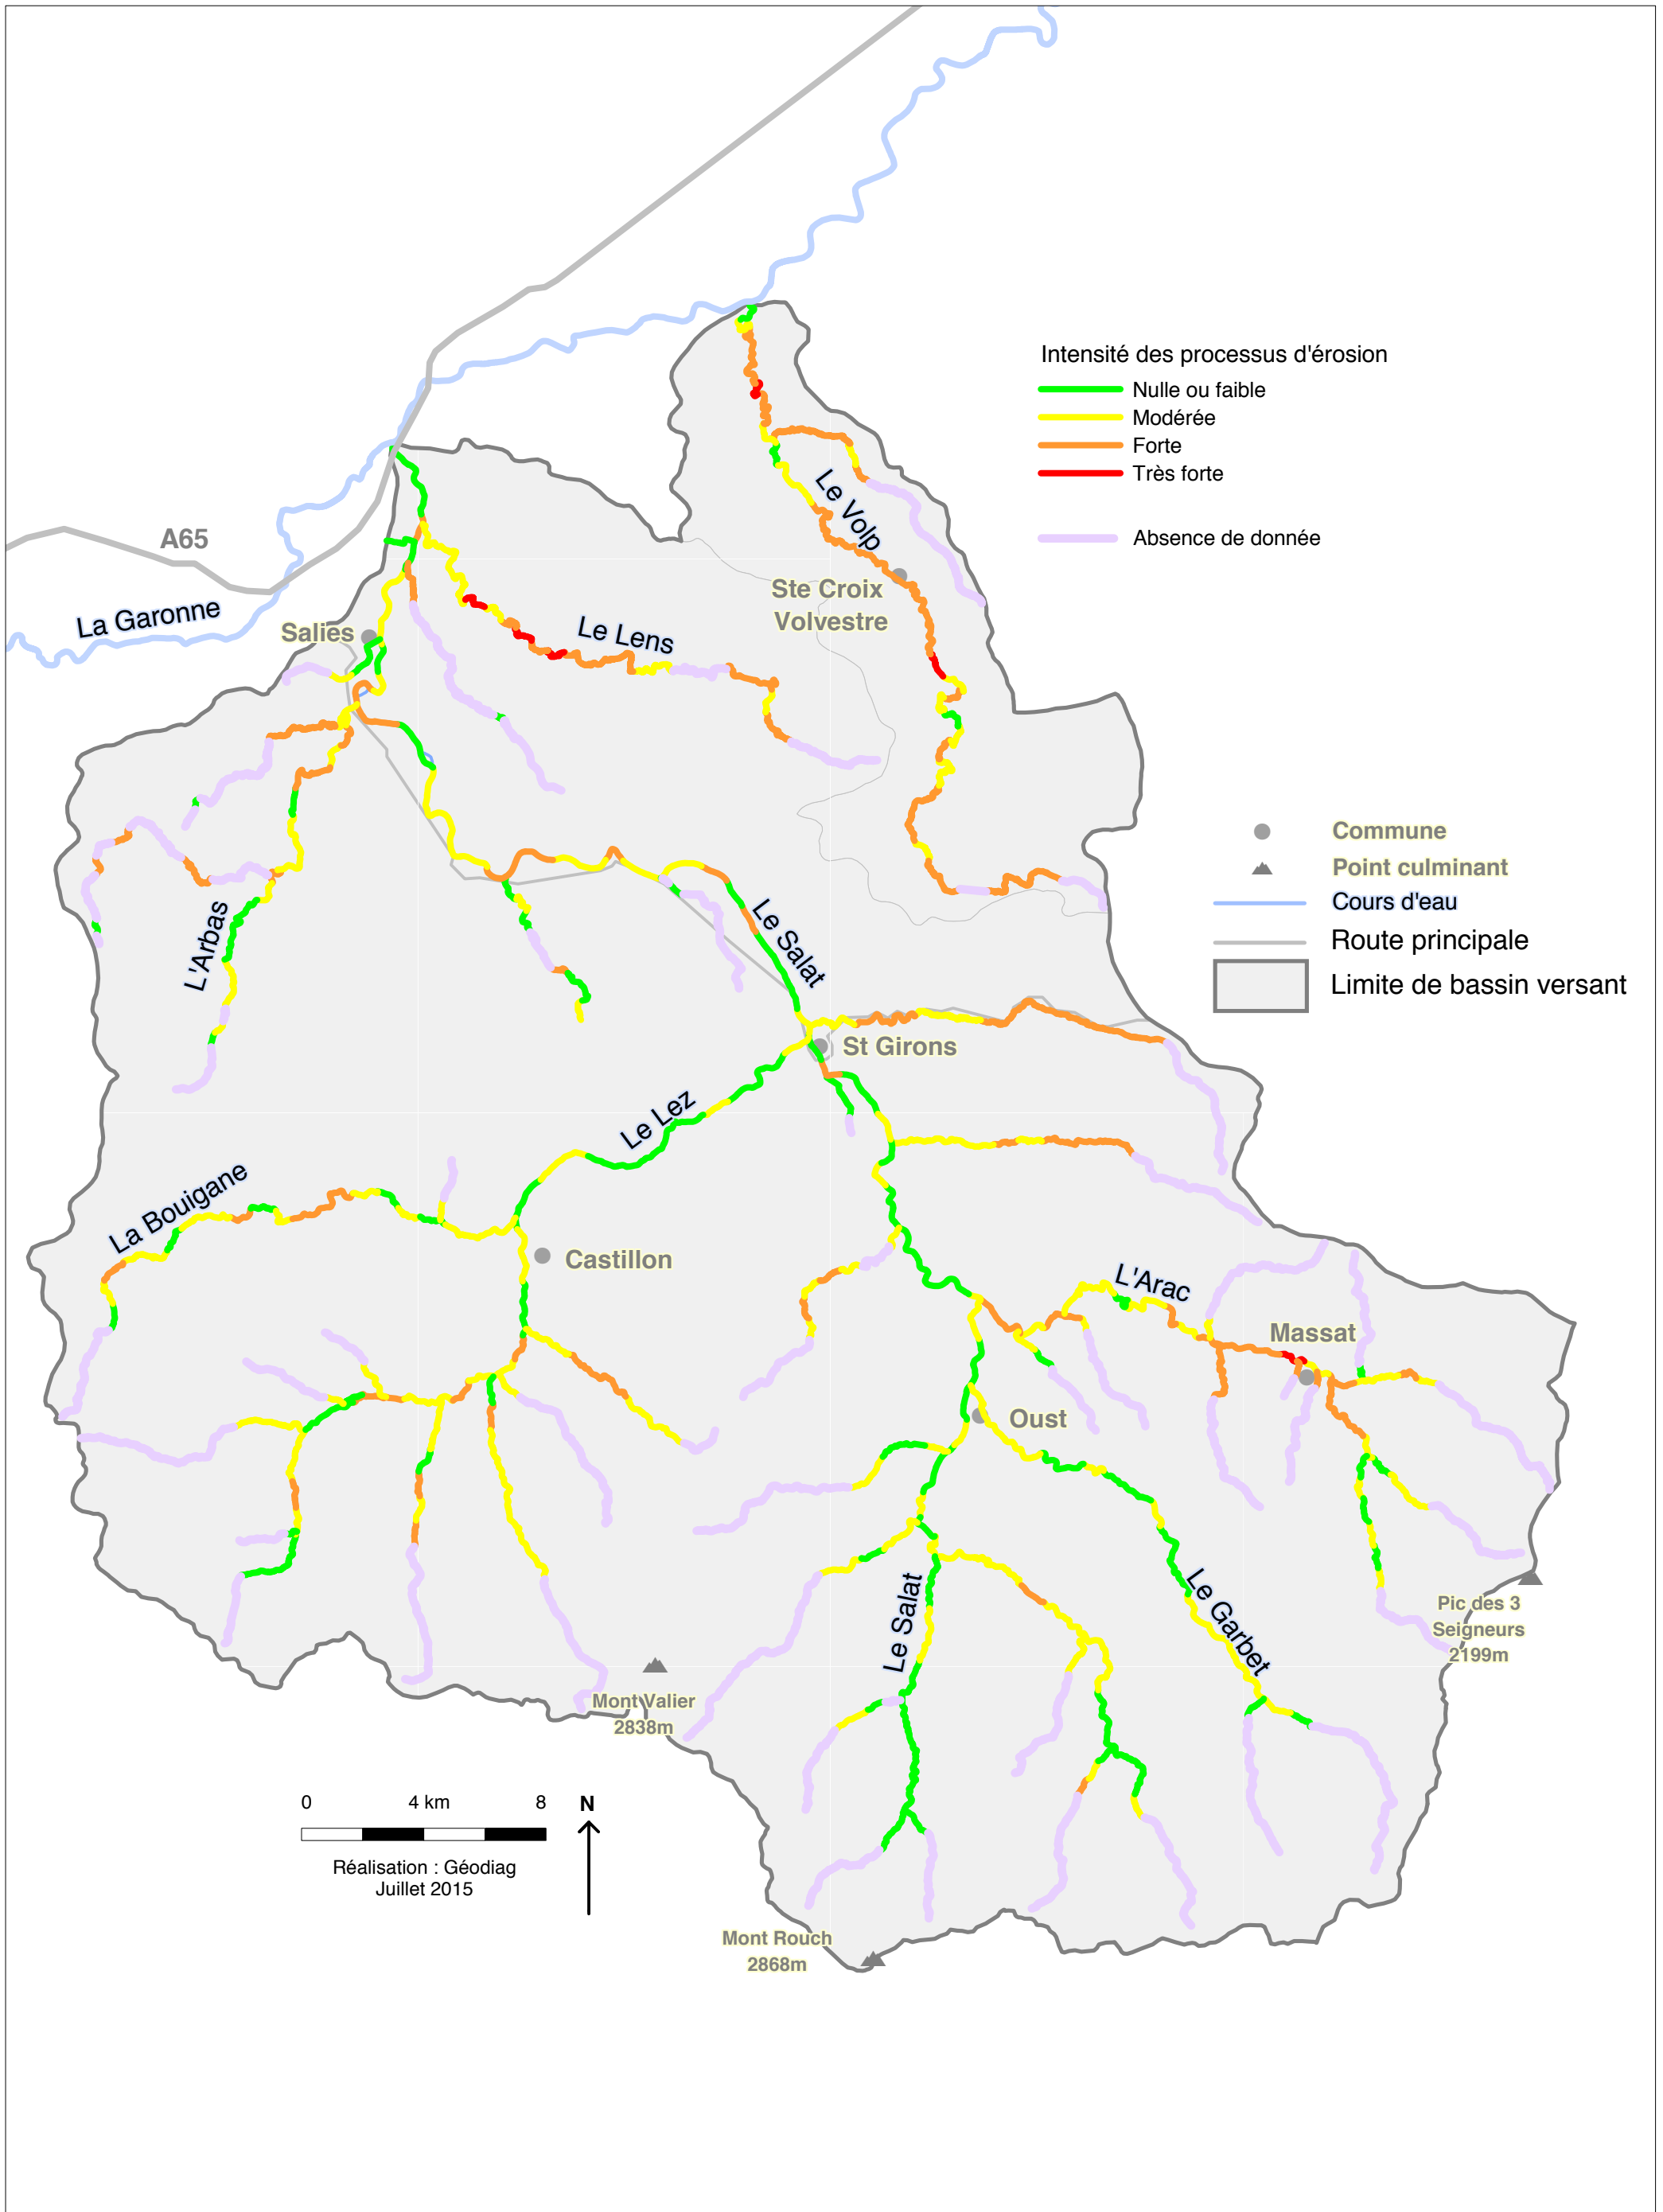 Intensité des processus d'érosion
Nulle ou faible
Modérée
Forte
Très forte
Absence de donnée
A65
La Garonne
Salies
Le Lens
Le Volp
Ste Croix
Volvestre
Commune
Point culminant
Cours d'eau
Route principale
Limite de bassin versant
L'Arbas
Le Salat
St Girons
Le Lez
La Bouigane
Castillon
L'Arac
Massat
Oust
Le Salat
Le Garbet
Pic des 3
Seigneurs
2199m
Mont Valier
2838m
0 4 km 8
N
Réalisation : Géodiag
Juillet 2015
Mont Rouch
2868m